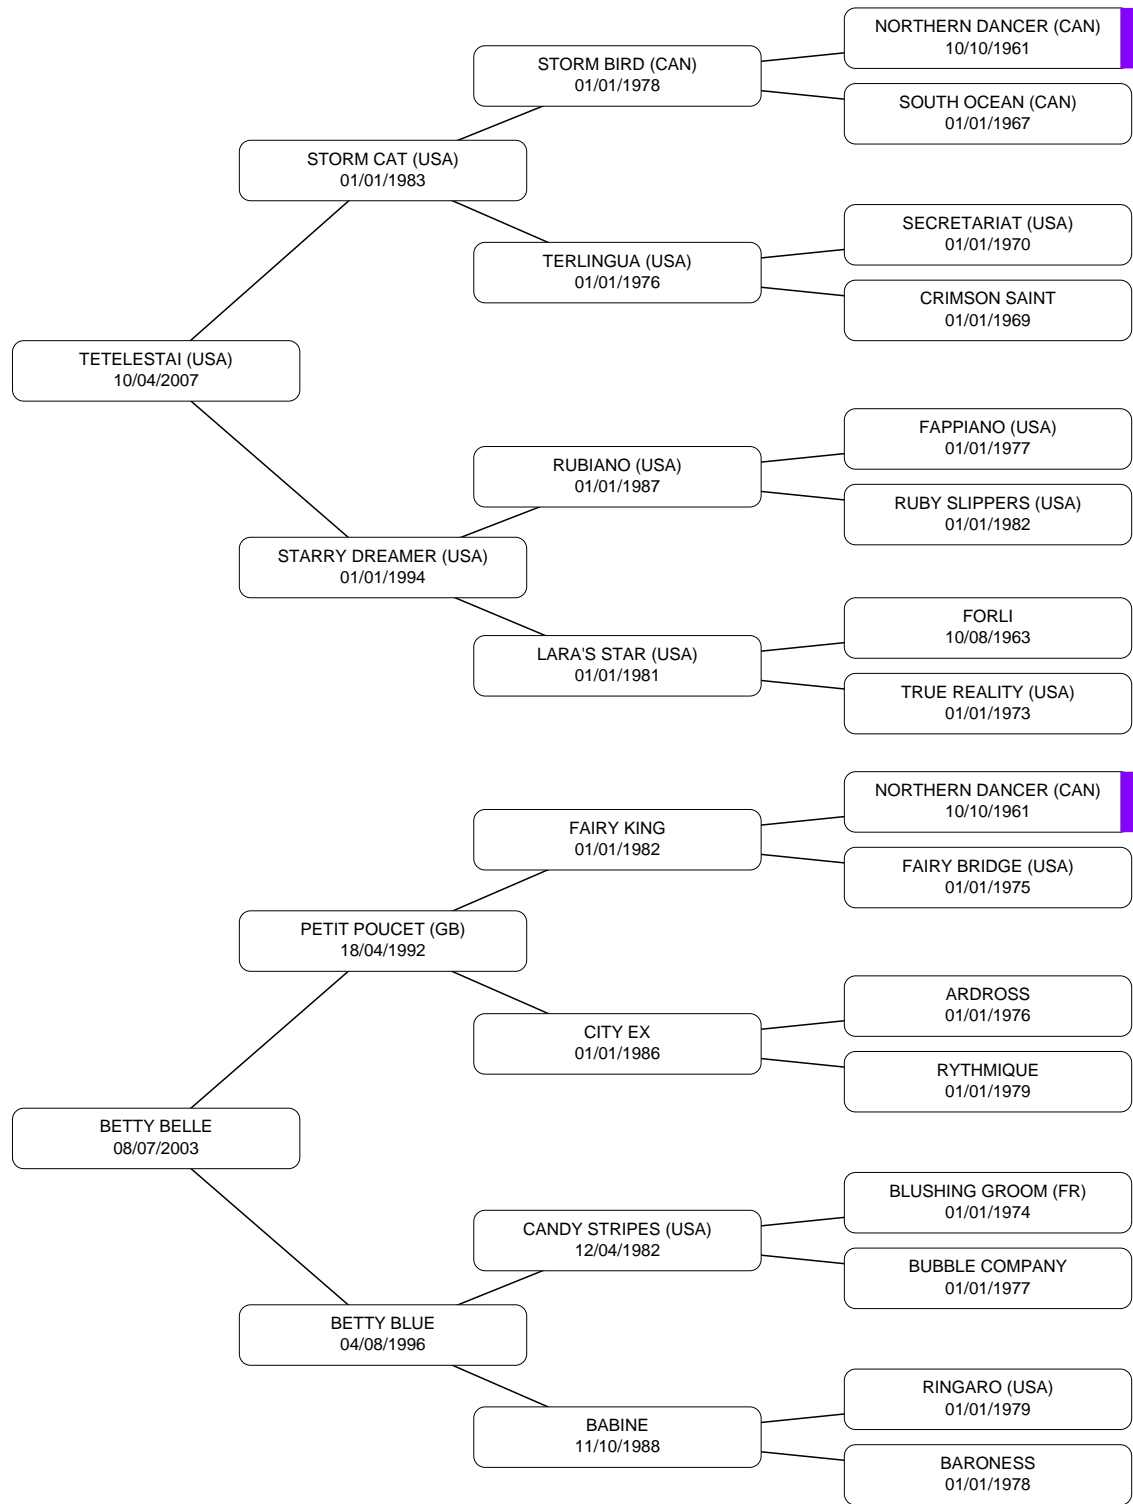 NORTHERN DANCER (CAN)
10/10/1961
STORM BIRD (CAN)
01/01/1978
SOUTH OCEAN (CAN)
01/01/1967
STORM CAT (USA)
01/01/1983
SECRETARIAT (USA)
01/01/1970
TERLINGUA (USA)
01/01/1976
CRIMSON SAINT
01/01/1969
TETELESTAI (USA)
10/04/2007
FAPPIANO (USA)
01/01/1977
RUBIANO (USA)
01/01/1987
RUBY SLIPPERS (USA)
01/01/1982
STARRY DREAMER (USA)
01/01/1994
FORLI
10/08/1963
LARA'S STAR (USA)
01/01/1981
TRUE REALITY (USA)
01/01/1973
NORTHERN DANCER (CAN)
10/10/1961
FAIRY KING
01/01/1982
FAIRY BRIDGE (USA)
01/01/1975
PETIT POUCET (GB)
18/04/1992
ARDROSS
01/01/1976
CITY EX
01/01/1986
RYTHMIQUE
01/01/1979
BETTY BELLE
08/07/2003
BLUSHING GROOM (FR)
01/01/1974
CANDY STRIPES (USA)
12/04/1982
BUBBLE COMPANY
01/01/1977
BETTY BLUE
04/08/1996
RINGARO (USA)
01/01/1979
BABINE
11/10/1988
BARONESS
01/01/1978